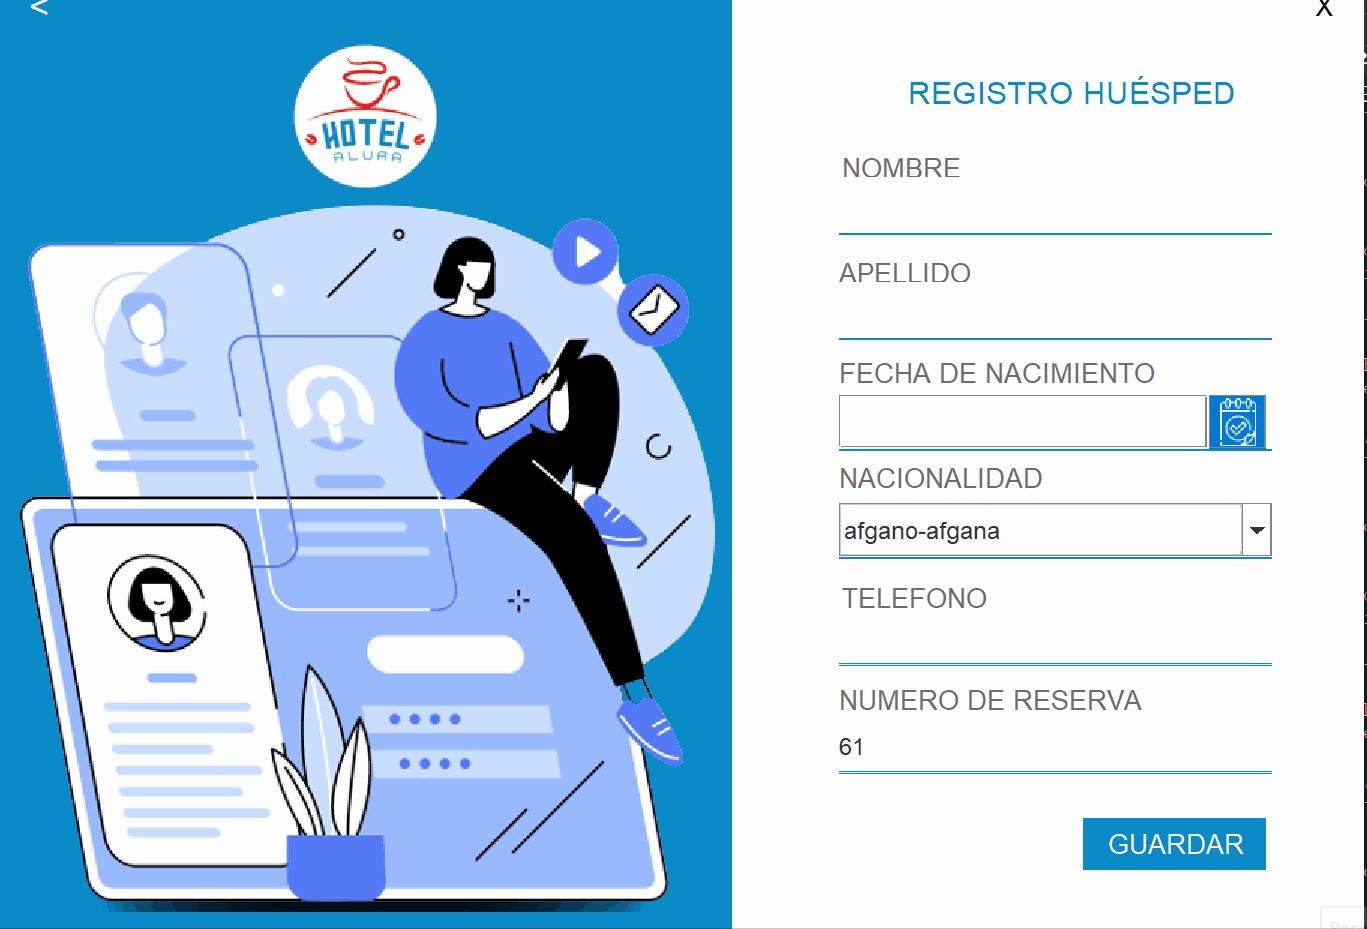 <
X
HOTEL
ALURA
REGISTRO HUÉSPED
NOMBRE
APELLIDO
FECHA DE NACIMIENTO
NACIONALIDAD
afgano-afgana
TELEFONO
NUMERO DE RESERVA
61
GUARDAR